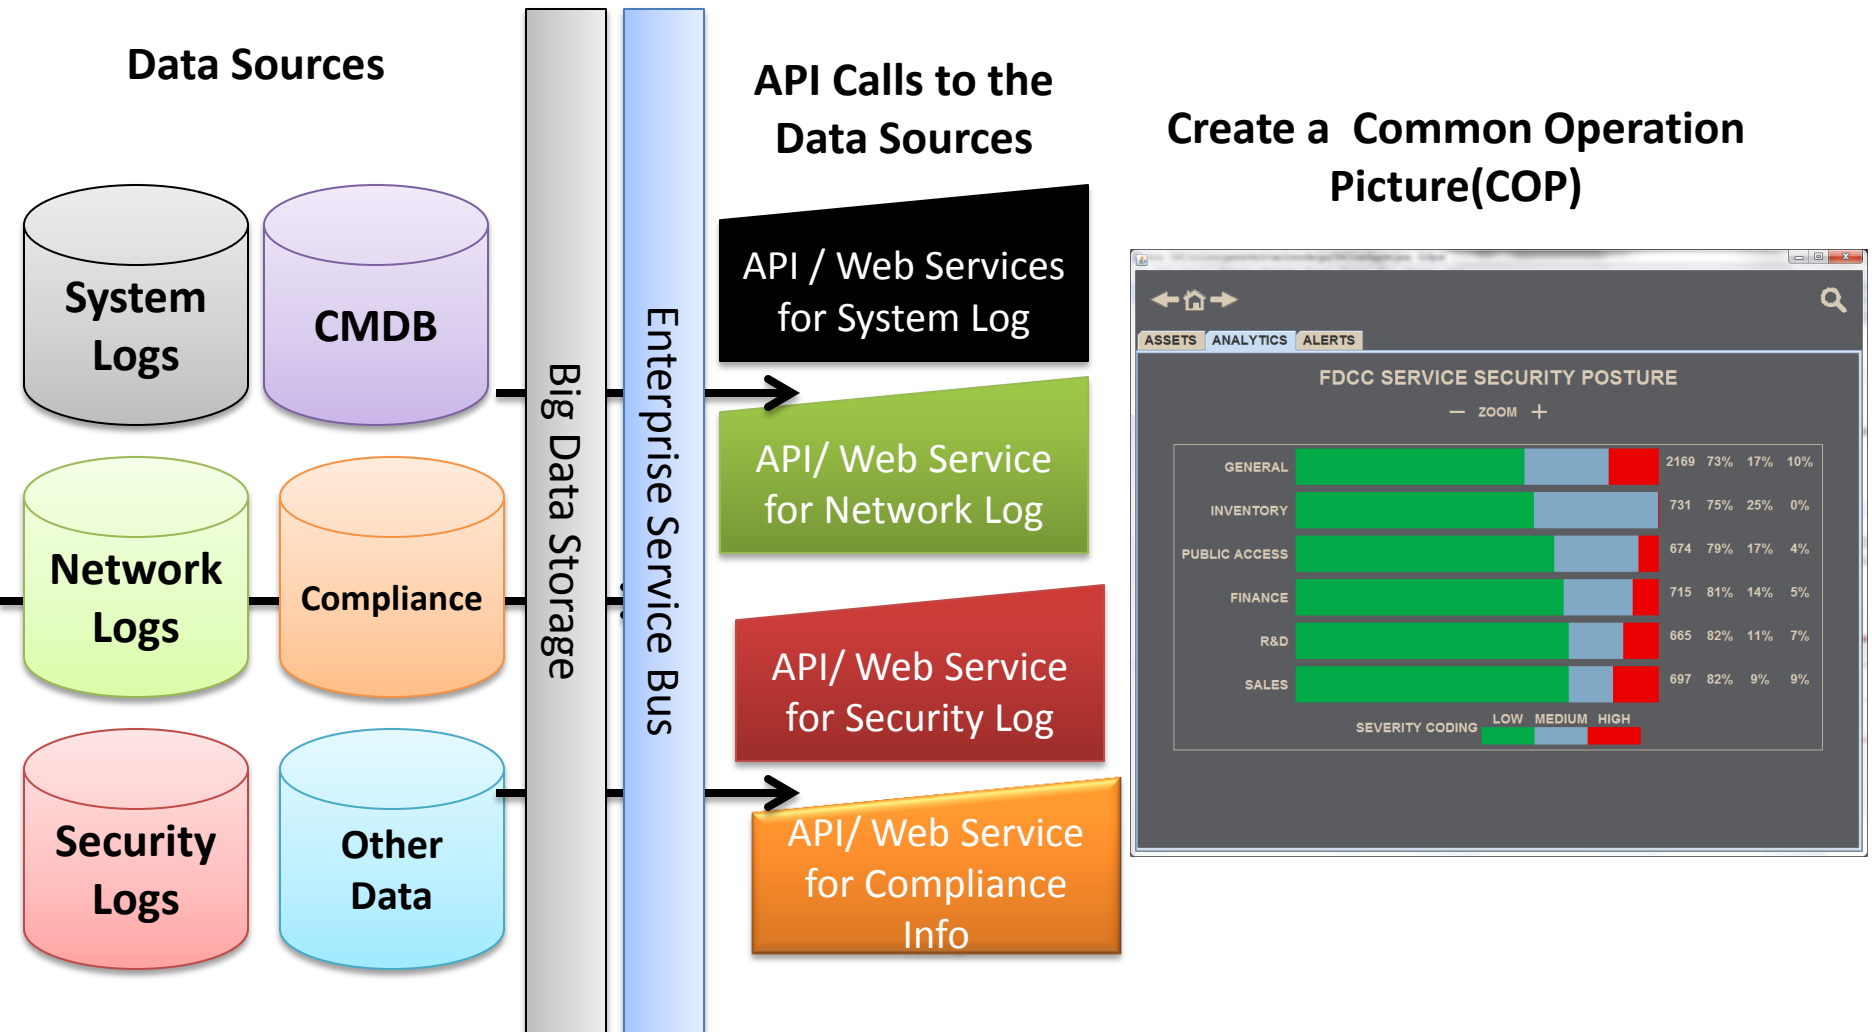 Data Sources
System
Logs
CMDB
Network
Logs
Compliance
Security
Logs
Other
Data
Big Data Storage
Enterprise Service Bus
API Calls to the
Data Sources
API / Web Services
for System Log
API/ Web Service
for Network Log
API/ Web Service
for Security Log
API/ Web Service
for Compliance
Info
Create a  Common Operation
Picture(COP)
ASSETS ANALYTICS ALERTS
FDCC SERVICE SECURITY POSTURE
— ZOOM +
GENERAL 2169 73% 17% 10%
INVENTORY 731 75% 25% 0%
PUBLIC ACCESS 674 79% 17% 4%
FINANCE 715 81% 14% 5%
R&D 665 82% 11% 7%
SALES 697 82% 9% 9%
SEVERITY CODING LOW MEDIUM HIGH